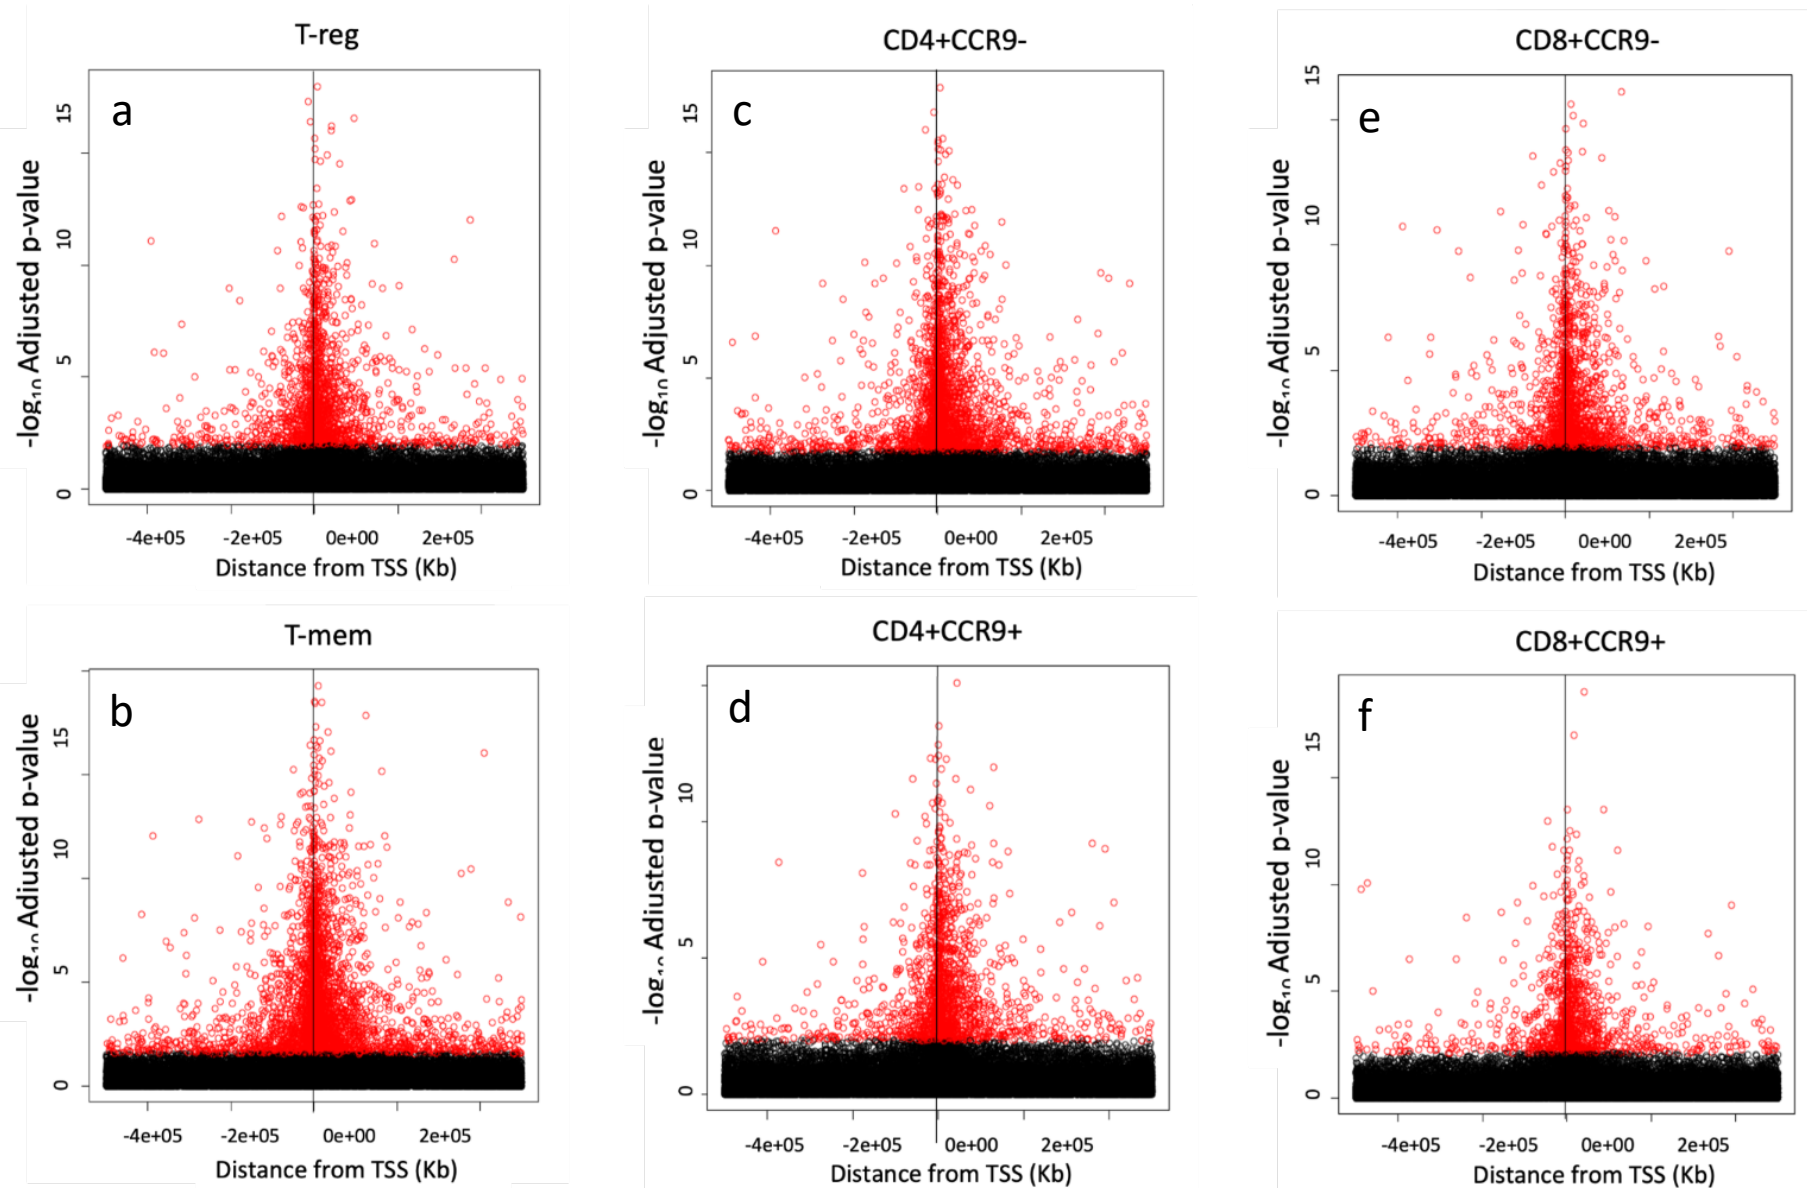 T-reg
a
-log10 Adjusted p-value
15
10
5
0
-4e+05 -2e+05 0e+00 2e+05
Distance from TSS (Kb)
CD4+CCR9-
c
-log10 Adjusted p-value
15
10
5
0
-4e+05 -2e+05 0e+00 2e+05
Distance from TSS (Kb)
CD8+CCR9-
e
-log10 Adjusted p-value
15
10
5
0
-4e+05 -2e+05 0e+00 2e+05
Distance from TSS (Kb)
T-mem
b
-log10 Adjusted p-value
15
10
5
0
-4e+05 -2e+05 0e+00 2e+05
Distance from TSS (Kb)
CD4+CCR9+
d
-log10 Adjusted p-value
10
5
0
-4e+05 -2e+05 0e+00 2e+05
Distance from TSS (Kb)
CD8+CCR9+
f
-log10 Adjusted p-value
15
10
5
0
-4e+05 -2e+05 0e+00 2e+05
Distance from TSS (Kb)